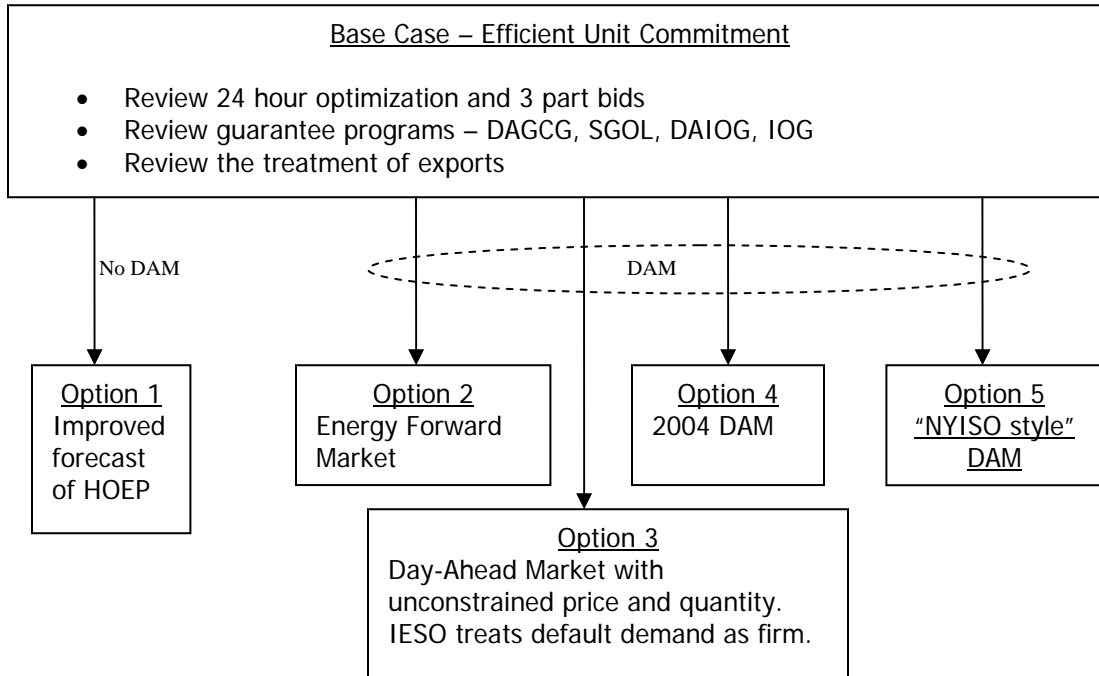 Base Case – Efficient Unit Commitment
• Review 24 hour optimization and 3 part bids
• Review guarantee programs – DAGCG, SGOL, DAIOG, IOG
• Review the treatment of exports
No DAM
DAM
Option 1
Improved
forecast
of HOEP
Option 2
Energy Forward
Market
Option 4
2004 DAM
Option 5
"NYISO style"
DAM
Option 3
Day-Ahead Market with
unconstrained price and quantity.
IESO treats default demand as firm.